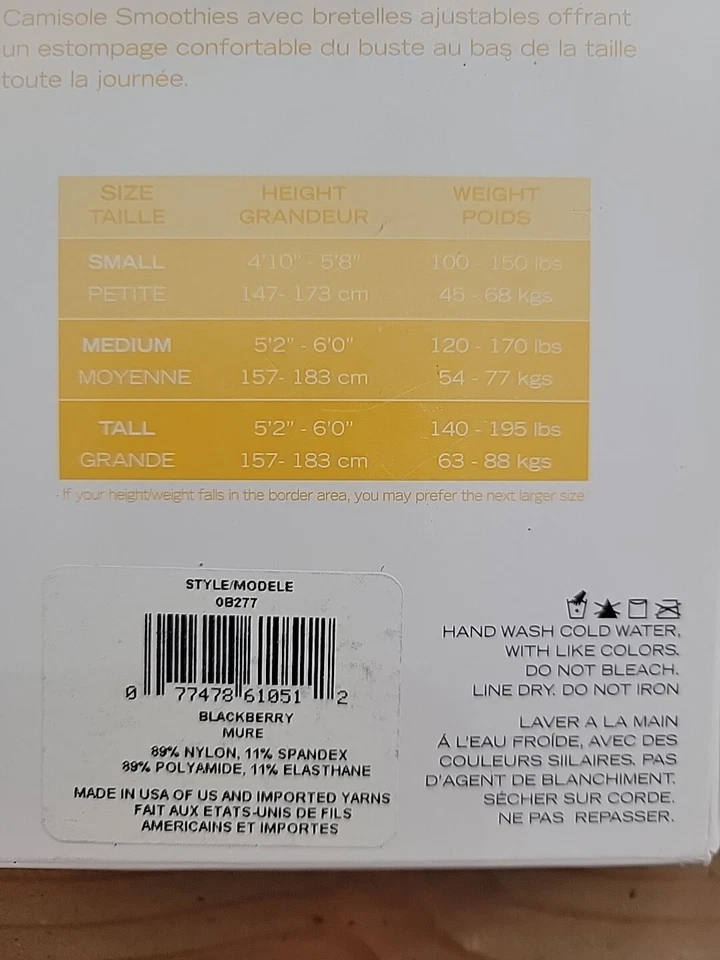 Camisole Smoothies avec bretelles ajustables offrant
un estompage confortable du buste au bas de la taille
toute la journée.
SIZE HEIGHT WEIGHT
TAILLE GRANDEUR POIDS
SMALL 4'10" - 5'8" 100 - 150 lbs
PETITE 147- 173 cm 45 - 68 kgs
MEDIUM 5'2" - 6'0" 120 - 170 lbs
MOYENNE 157- 183 cm 54 - 77 kgs
TALL 5'2" - 6'0" 140 - 195 lbs
GRANDE 157- 183 cm 63 - 88 kgs
· If your height/weight falls in the border area, you may prefer the next larger size
STYLE/MODELE
0B277
0 77478 61051 2
BLACKBERRY
MURE
89% NYLON, 11% SPANDEX
89% POLYAMIDE, 11% ELASTHANE
MADE IN USA OF US AND IMPORTED YARNS
FAIT AUX ETATS-UNIS DE FILS
AMERICAINS ET IMPORTES
HAND WASH COLD WATER,
WITH LIKE COLORS.
DO NOT BLEACH.
LINE DRY. DO NOT IRON
LAVER A LA MAIN
Á L'EAU FROÍDE, AVEC DES
COULEURS SIILAIRES. PAS
D'AGENT DE BLANCHIMENT.
SÉCHER SUR CORDE.
NE PAS REPASSER.